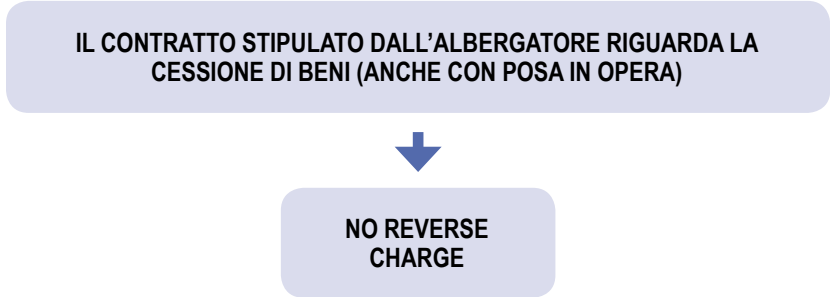 IL CONTRATTO STIPULATO DALL’ALBERGATORE RIGUARDA LA
CESSIONE DI BENI (ANCHE CON POSA IN OPERA)
NO REVERSE
CHARGE